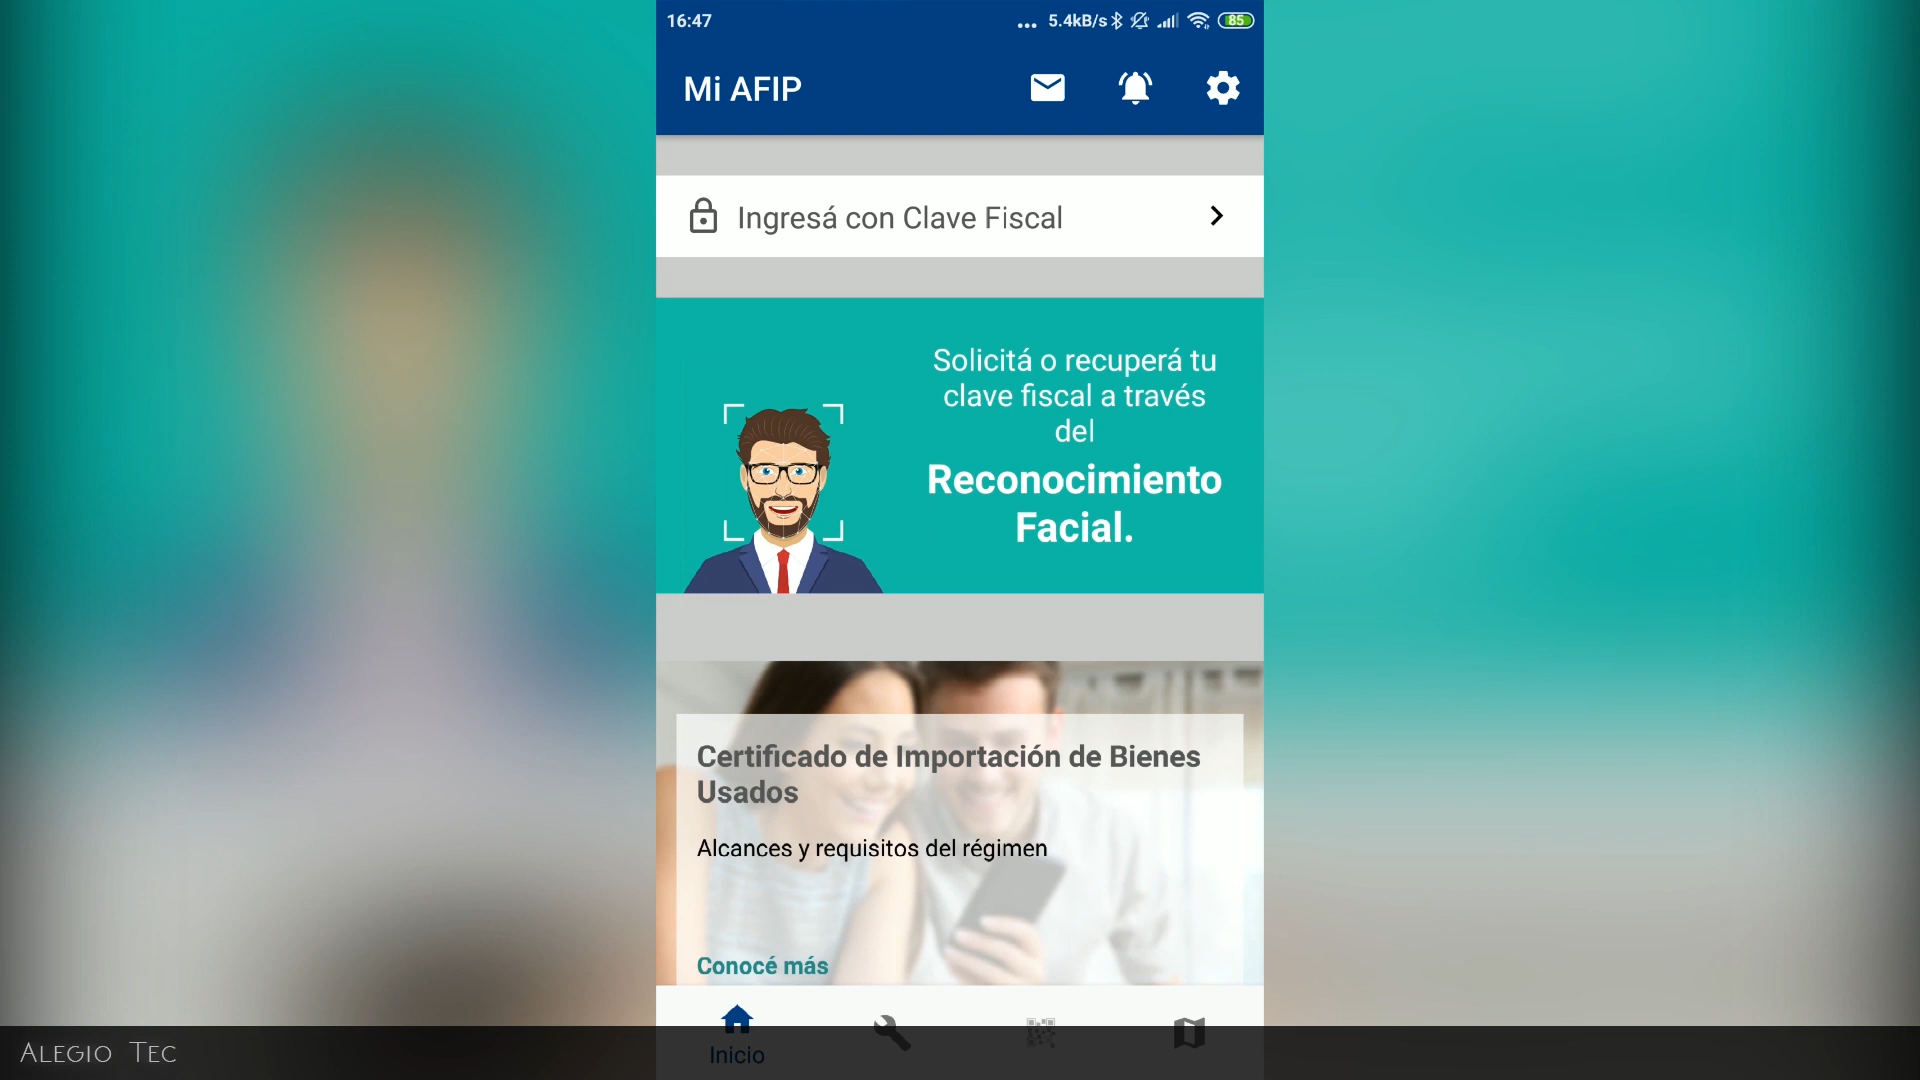 16:47
... 5.4kB/s 85
Mi AFIP
Ingresá con Clave Fiscal
Solicitá o recuperá tu
clave fiscal a través
del
Reconocimiento
Facial.
Certificado de Importación de Bienes
Usados
Alcances y requisitos del régimen
Conocé más
Inicio
Alegio Tec